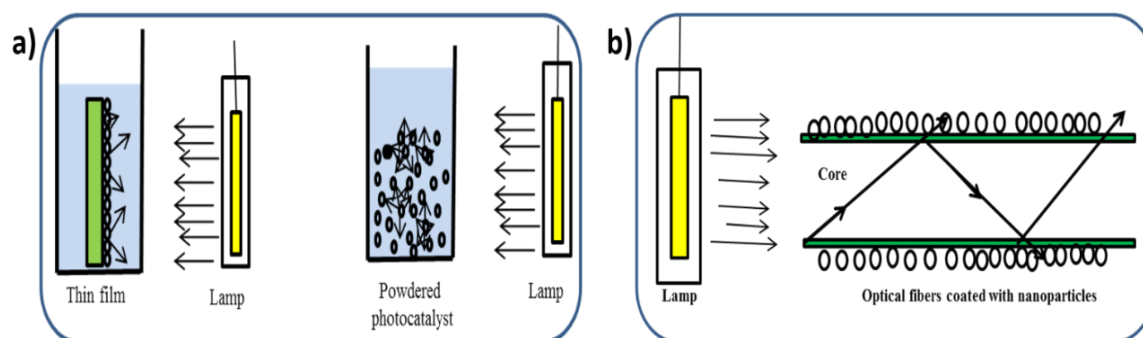 a)
Thin film
Lamp
Powdered
photocatalyst
Lamp
b)
Core
Lamp
Optical fibers coated with nanoparticles